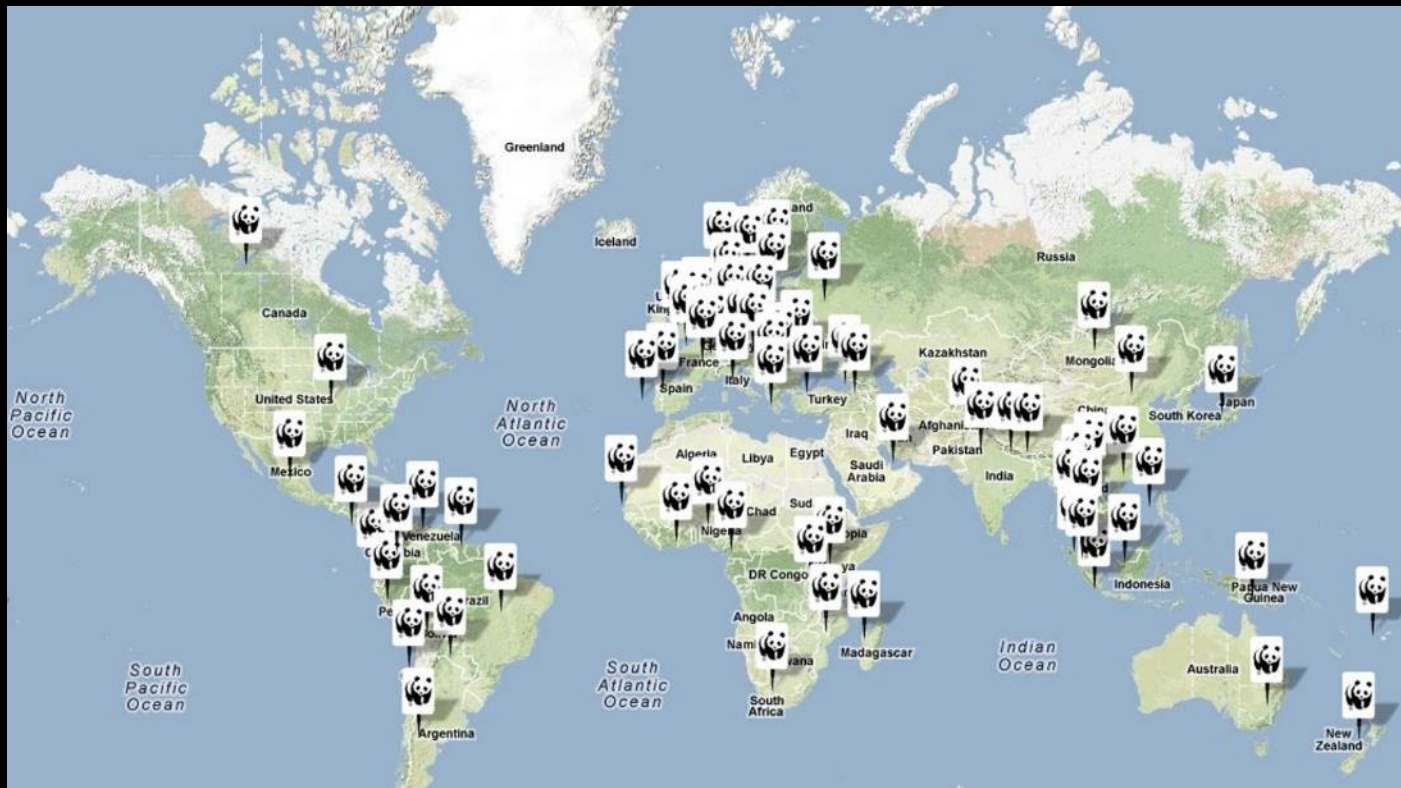 Greenland
Iceland
Russia
Canada
Kazakhstan
Mongolia
France
North
Pacific
Ocean
United States
North
Atlantic
Ocean
Italy
Spain
Turkey
South Korea
Japan
Iraq
Pakistan
Algeria
Libya
Egypt
Saudi
Arabia
India
Mexico
Chad
Venezuela
DR Congo
Indonesia
Papua New
Guinea
Angola
Madagascar
Indian
Ocean
South
Pacific
Ocean
South
Atlantic
Ocean
Australia
South
Africa
Argentina
New
Zealand